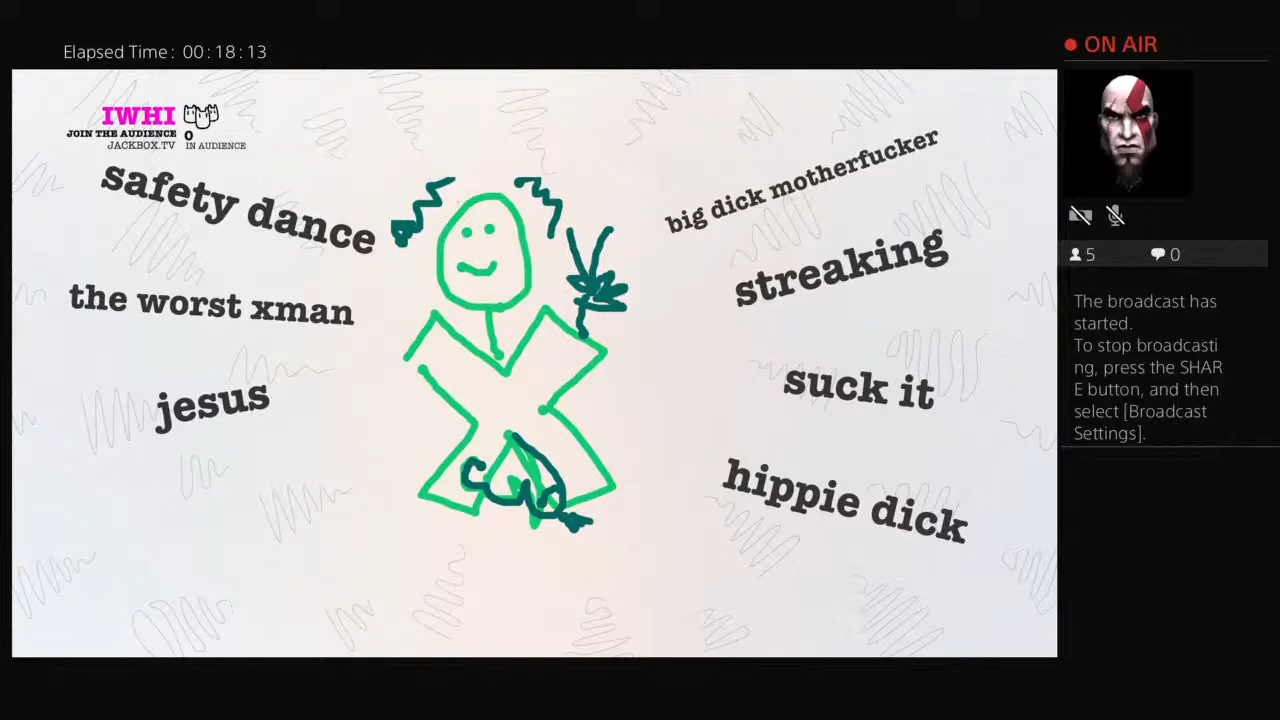 Elapsed Time: 00:18:13
ON AIR
IWHI
JOIN THE AUDIENCE 0
JACKBOX.TV IN AUDIENCE
safety dance
the worst xman
jesus
big dick motherfucker
streaking
suck it
hippie dick
5 0
The broadcast has
started.
To stop broadcasti
ng, press the SHAR
E button, and then
select [Broadcast
Settings].